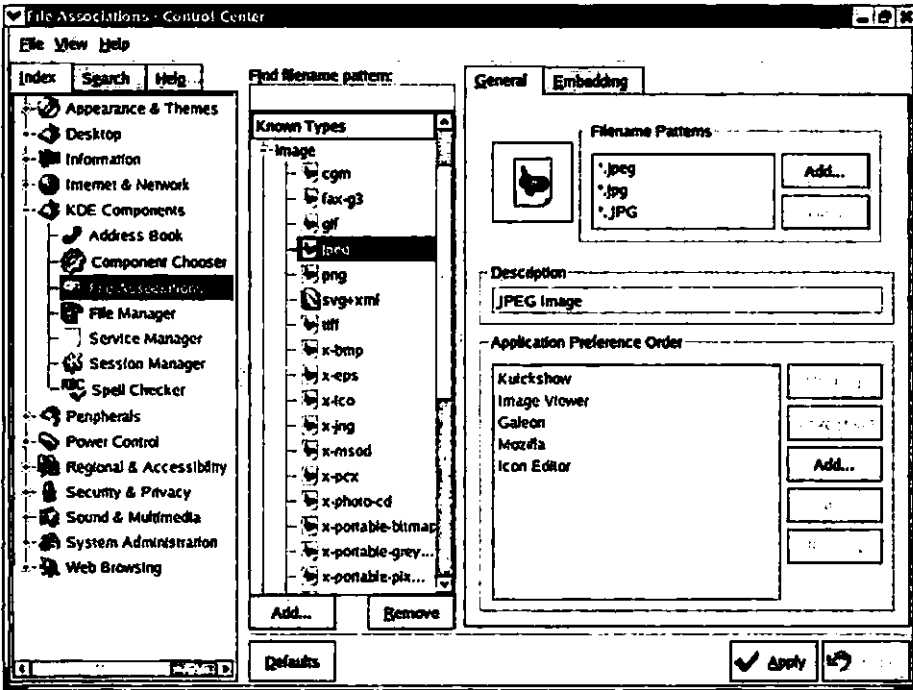 File Associations - Control Center
File View Help
Index Search Help
Appearance & Themes
Desktop
Information
Internet & Network
KDE Components
Address Book
Component Chooser
File Associations
File Manager
Service Manager
Session Manager
Spell Checker
Peripherals
Power Control
Regional & Accessibility
Security & Privacy
Sound & Multimedia
System Administration
Web Browsing
Find filename pattern:
Known Types
image
cgm
fax-g3
gif
jpeg
png
svg+xml
tiff
x-bmp
x-eps
x-ico
x-jng
x-msod
x-pcx
x-photo-cd
x-portable-bitmap
x-portable-grey...
x-portable-pix...
Add... Remove
General Embedding
Filename Patterns
*.jpeg
*.jpg
*.JPG
Add...
Description
JPEG Image
Application Preference Order
Kuickshow
Image Viewer
Galeon
Mozilla
Icon Editor
Add...
Defaults
Apply